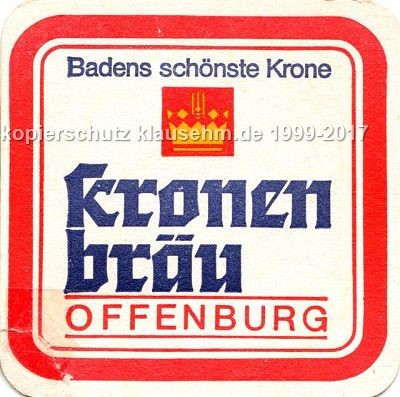 Badens schönste Krone
kopierschutz klausehm.de 1999-2017
Kronen
bräu
OFFENBURG